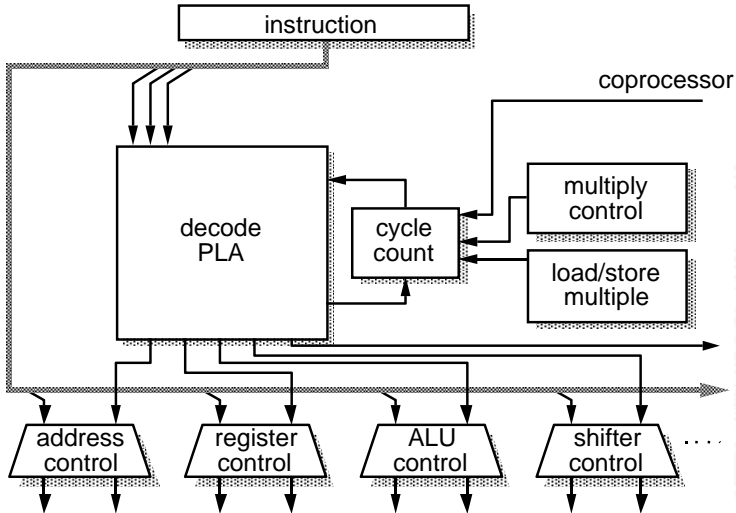 instruction
coprocessor
decode
PLA
cycle
count
multiply
control
load/store
multiple
address
control
register
control
ALU
control
shifter
control